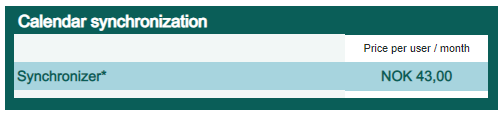 Calendar synchronization
Price per user / month
Synchronizer* NOK 43,00